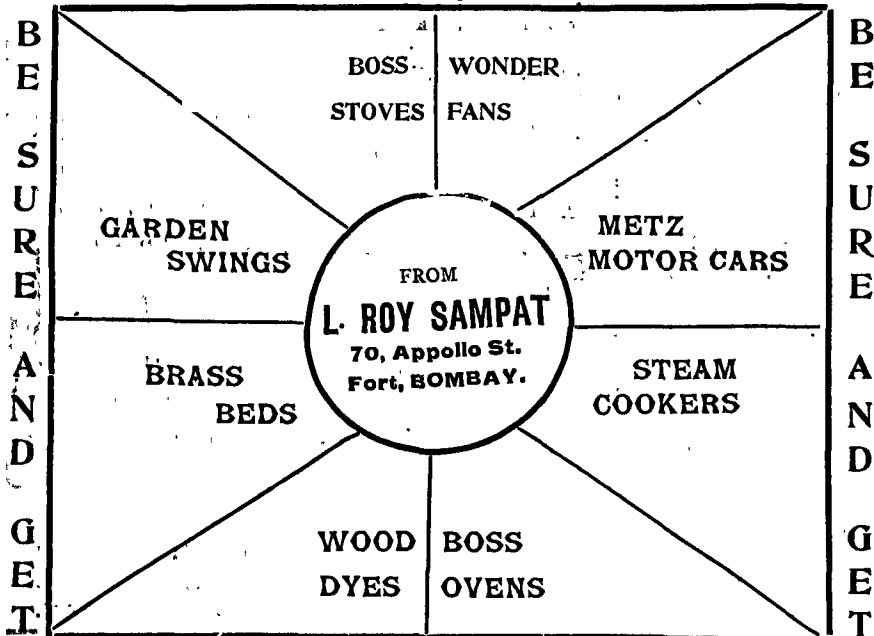 BE SURE AND GET
BOSS
STOVES
WONDER
FANS
GARDEN
SWINGS
METZ
MOTOR CARS
FROM
L. ROY SAMPAT
70, Appollo St.
Fort, BOMBAY.
BRASS
BEDS
STEAM
COOKERS
WOOD
DYES
BOSS
OVENS
BE SURE AND GET